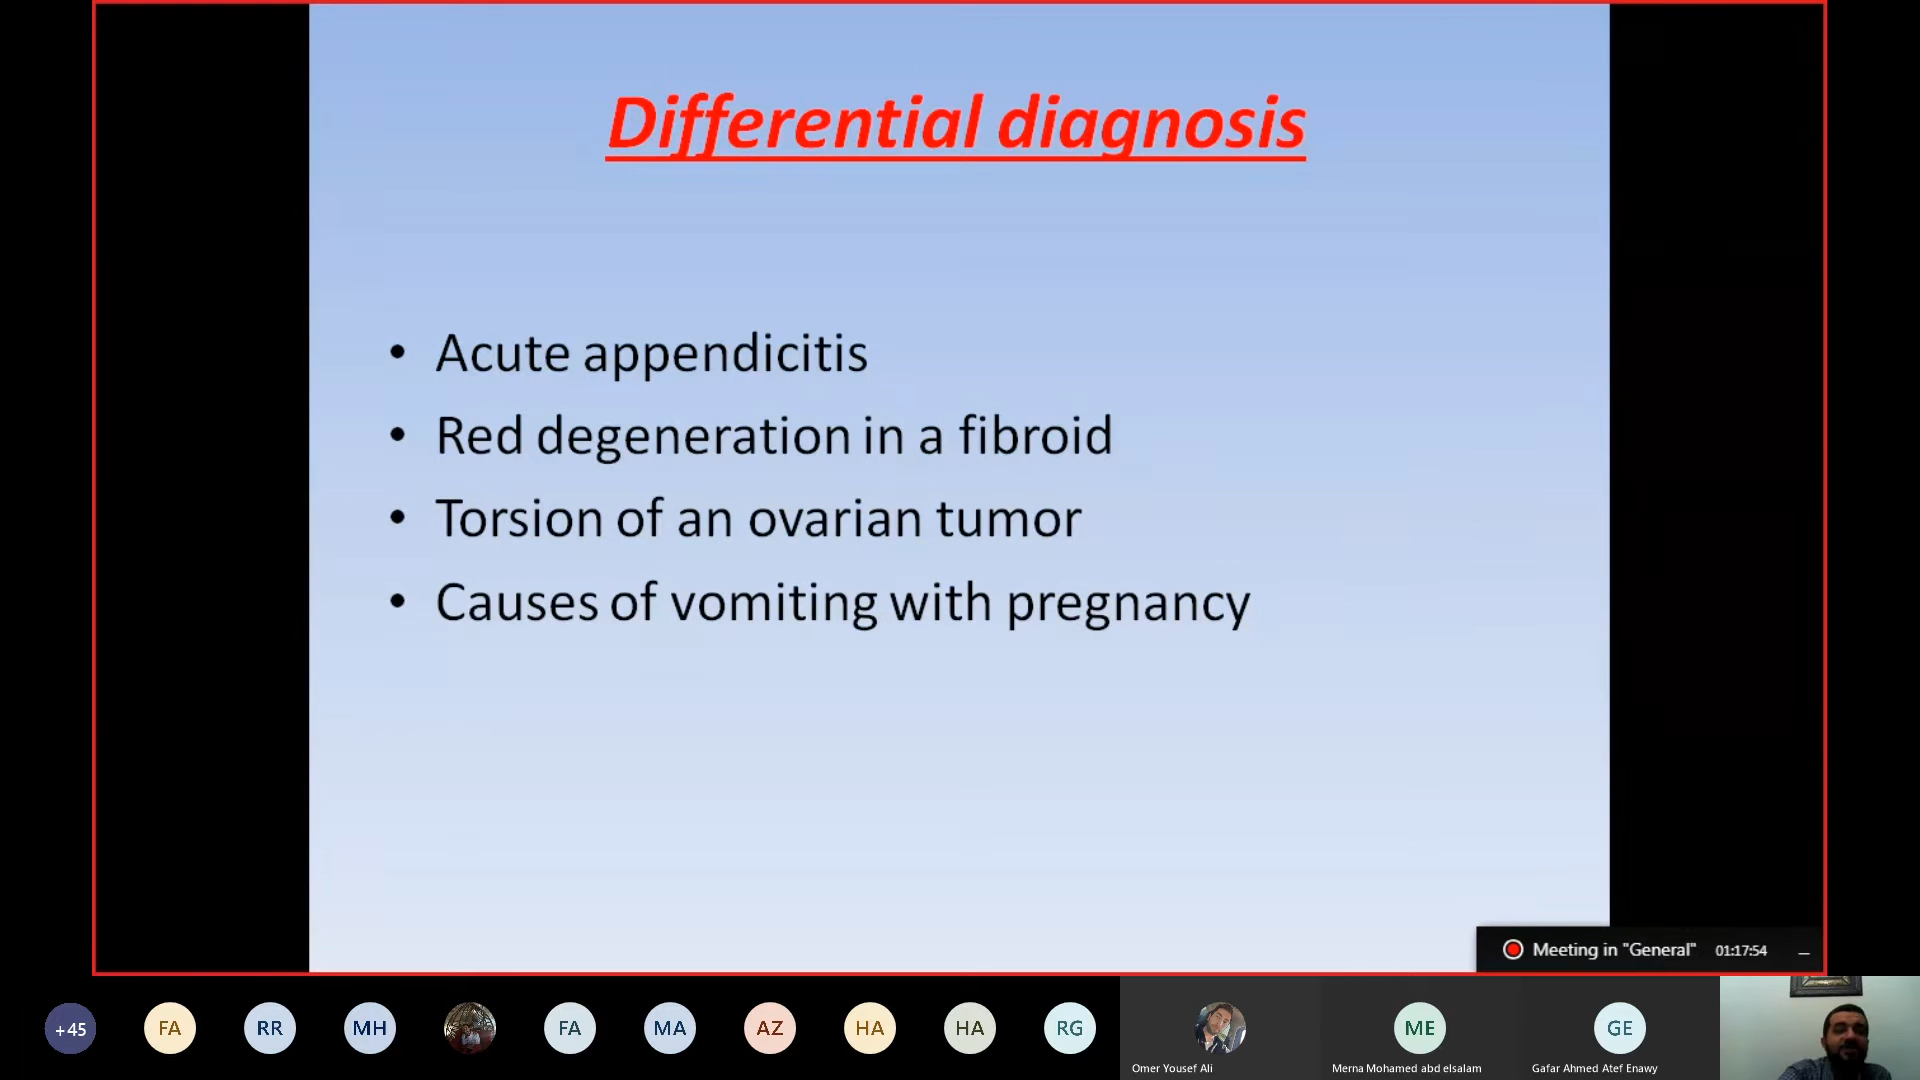 Differential diagnosis
• Acute appendicitis
• Red degeneration in a fibroid
• Torsion of an ovarian tumor
• Causes of vomiting with pregnancy
Meeting in "General" 01:17:54
+45 FA RR MH FA MA AZ HA HA RG ME GE
Omer Yousef Ali Merna Mohamed abd elsalam Gafar Ahmed Atef Enawy